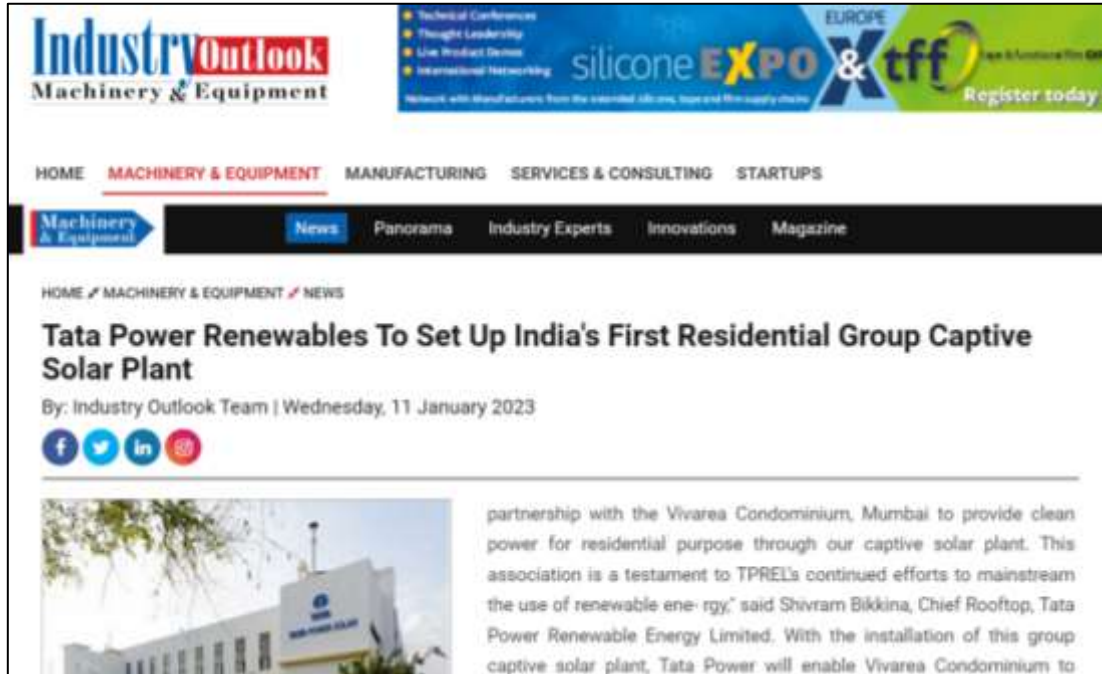 Industry Outlook
Machinery & Equipment
Technical Conferences
Thought Leadership
Live Product Demos
International Networking
silicone EXPO
EUROPE
& tff
Register today
HOME MACHINERY & EQUIPMENT MANUFACTURING SERVICES & CONSULTING STARTUPS
Machinery
& Equipment
News Panorama Industry Experts Innovations Magazine
HOME MACHINERY & EQUIPMENT NEWS
Tata Power Renewables To Set Up India's First Residential Group Captive
Solar Plant
By: Industry Outlook Team | Wednesday, 11 January 2023
TATA
TATA POWER SOLAR
partnership with the Vivarea Condominium, Mumbai to provide clean
power for residential purpose through our captive solar plant. This
association is a testament to TPREL's continued efforts to mainstream
the use of renewable ene- rgy," said Shivram Bikkina, Chief Rooftop, Tata
Power Renewable Energy Limited. With the installation of this group
captive solar plant, Tata Power will enable Vivarea Condominium to